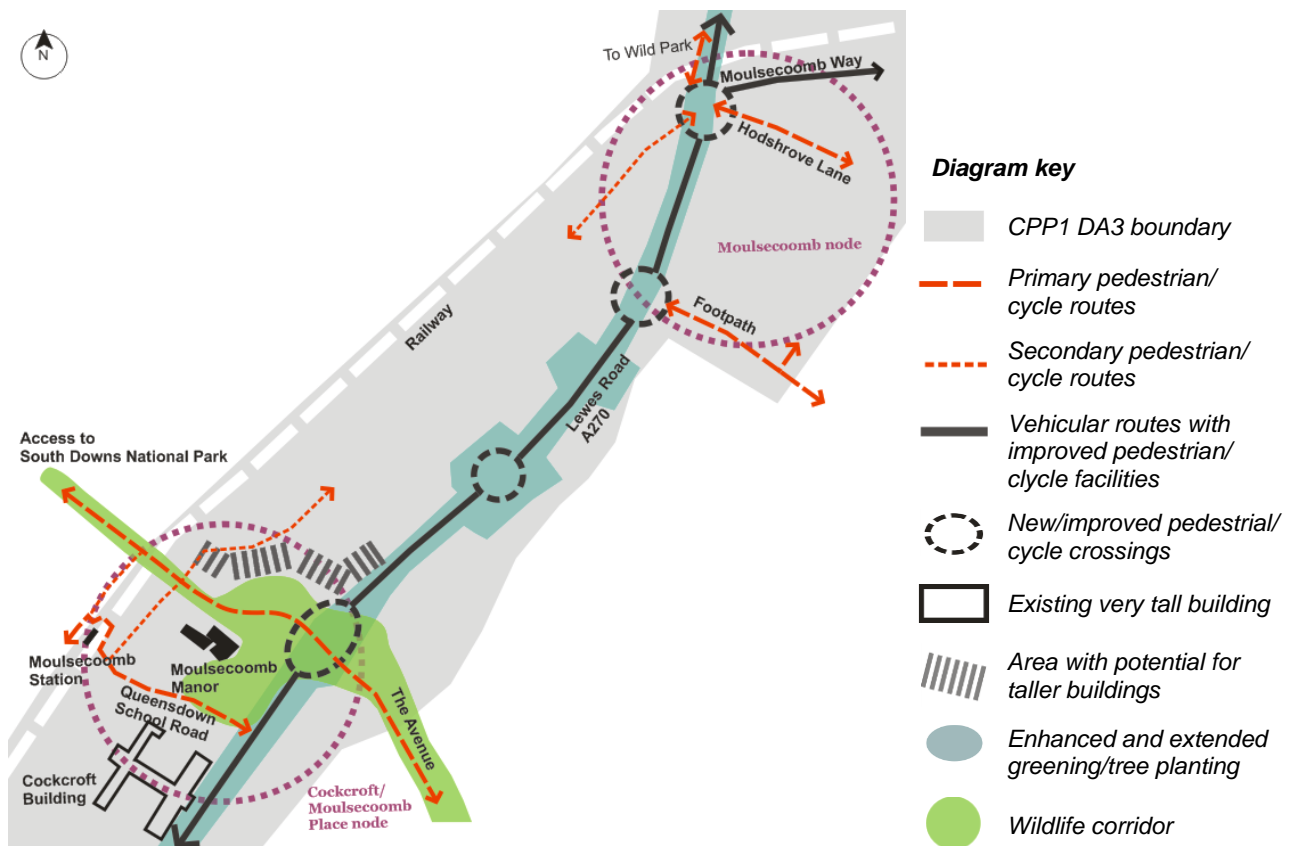 N
To Wild Park
Moulsecoomb Way
Hodshrove Lane
Moulsecoomb node
Footpath
Railway
Lewes Road
A270
Access to
South Downs National Park
Moulsecoomb
Station
Moulsecoomb
Manor
Queensdown
School Road
The Avenue
Cockcroft
Building
Cockcroft/
Moulsecoomb
Place node
Diagram key
CPP1 DA3 boundary
Primary pedestrian/
cycle routes
Secondary pedestrian/
cycle routes
Vehicular routes with
improved pedestrian/
clycle facilities
New/improved pedestrial/
cycle crossings
Existing very tall building
Area with potential for
taller buildings
Enhanced and extended
greening/tree planting
Wildlife corridor